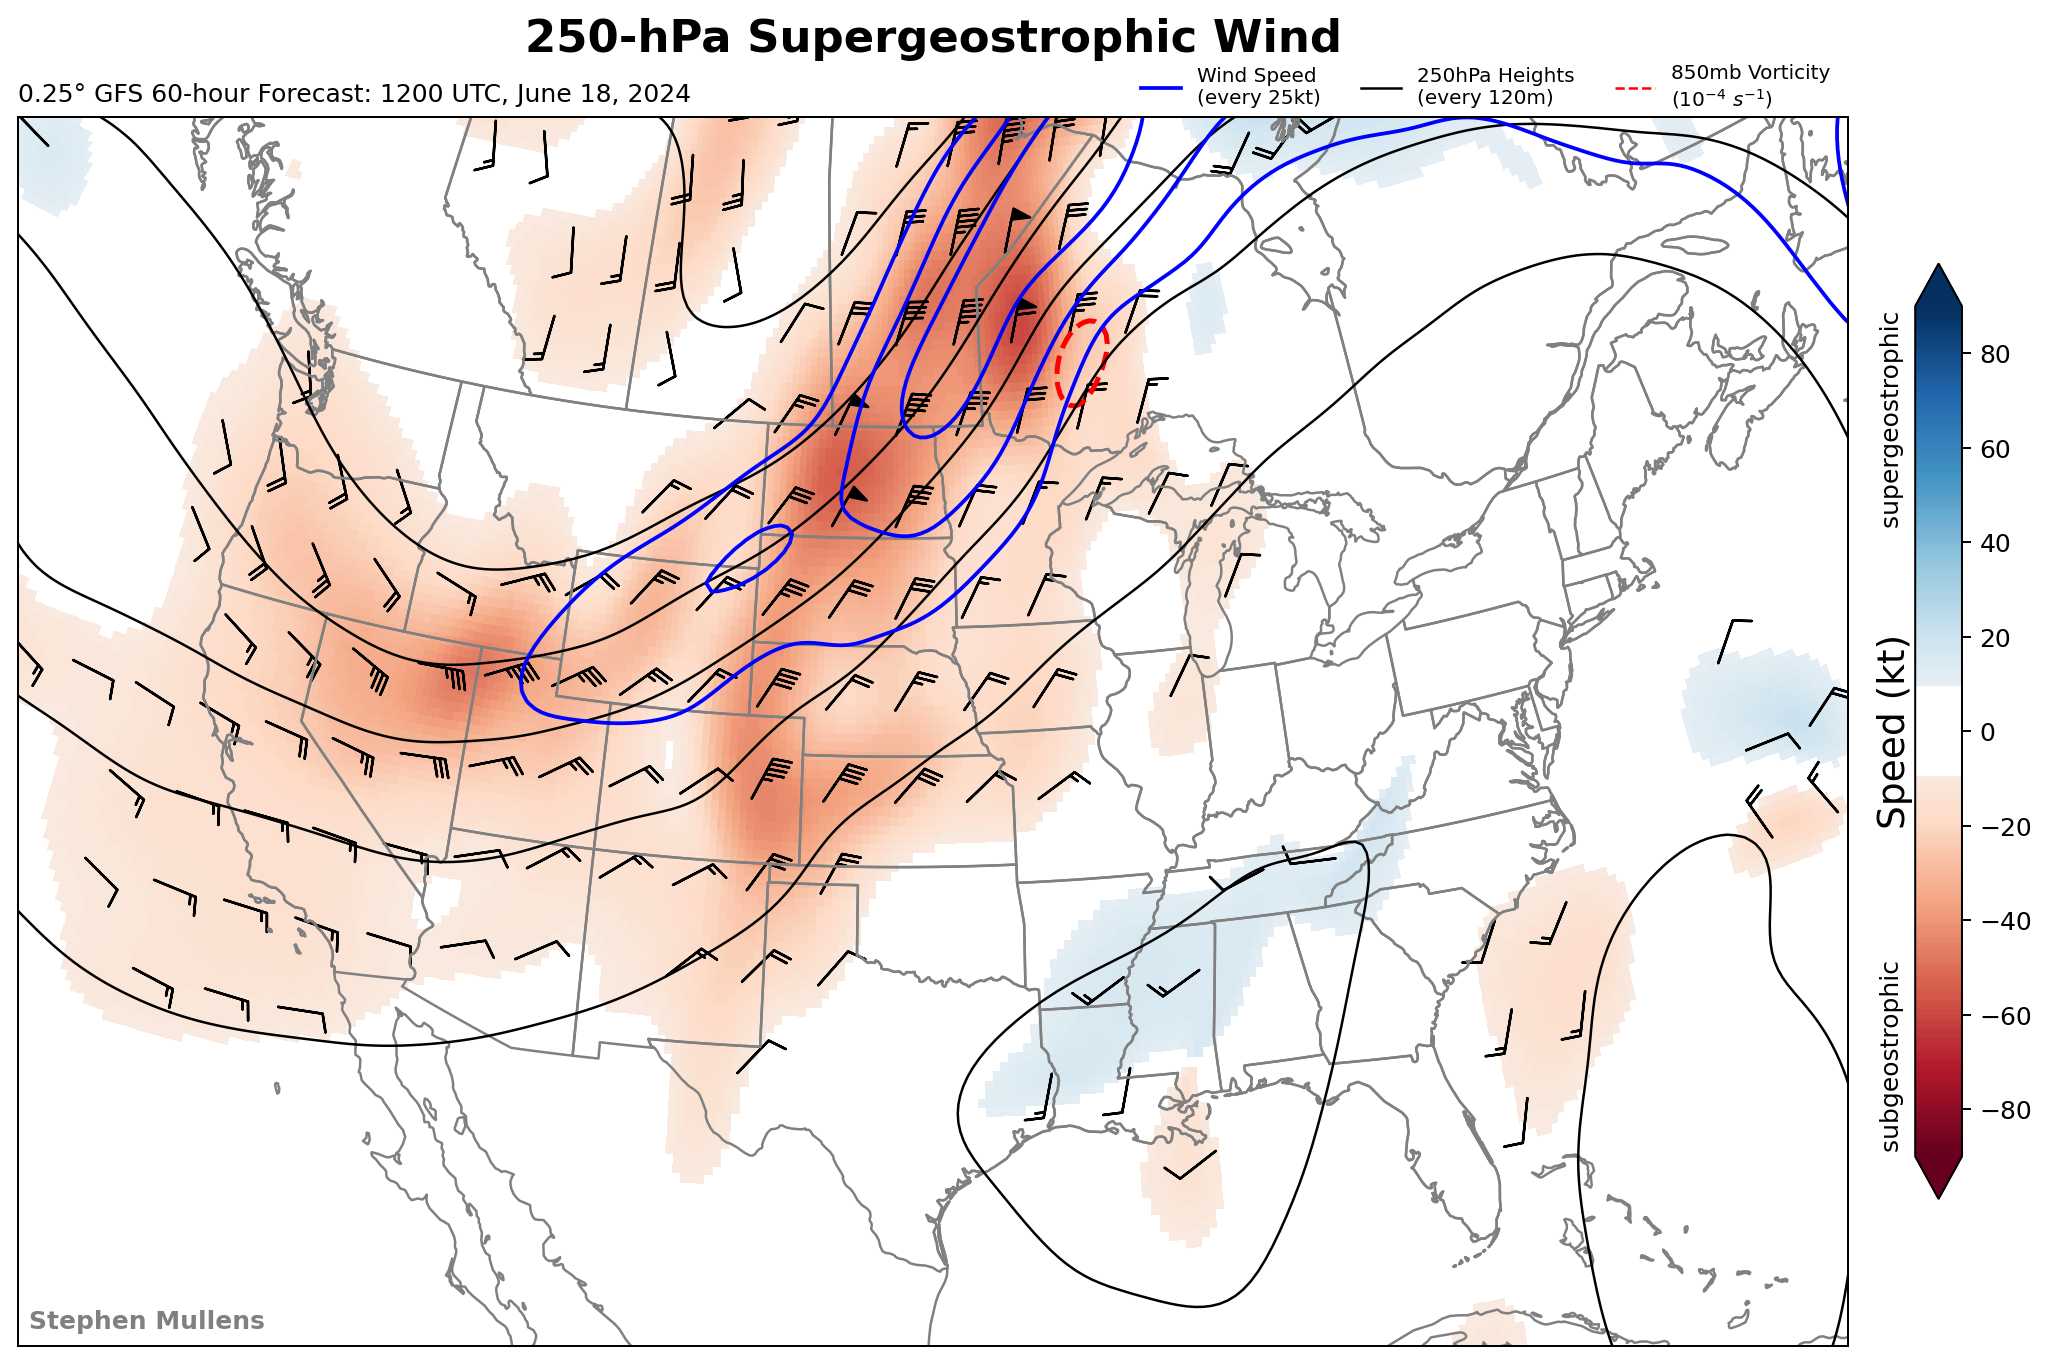 250-hPa Supergeostrophic Wind
0.25° GFS 60-hour Forecast: 1200 UTC, June 18, 2024
Wind Speed
(every 25kt)
250hPa Heights
(every 120m)
850mb Vorticity
(10⁻⁴ s⁻¹)
supergeostrophic
Speed (kt)
subgeostrophic
80
60
40
20
0
−20
−40
−60
−80
Stephen Mullens